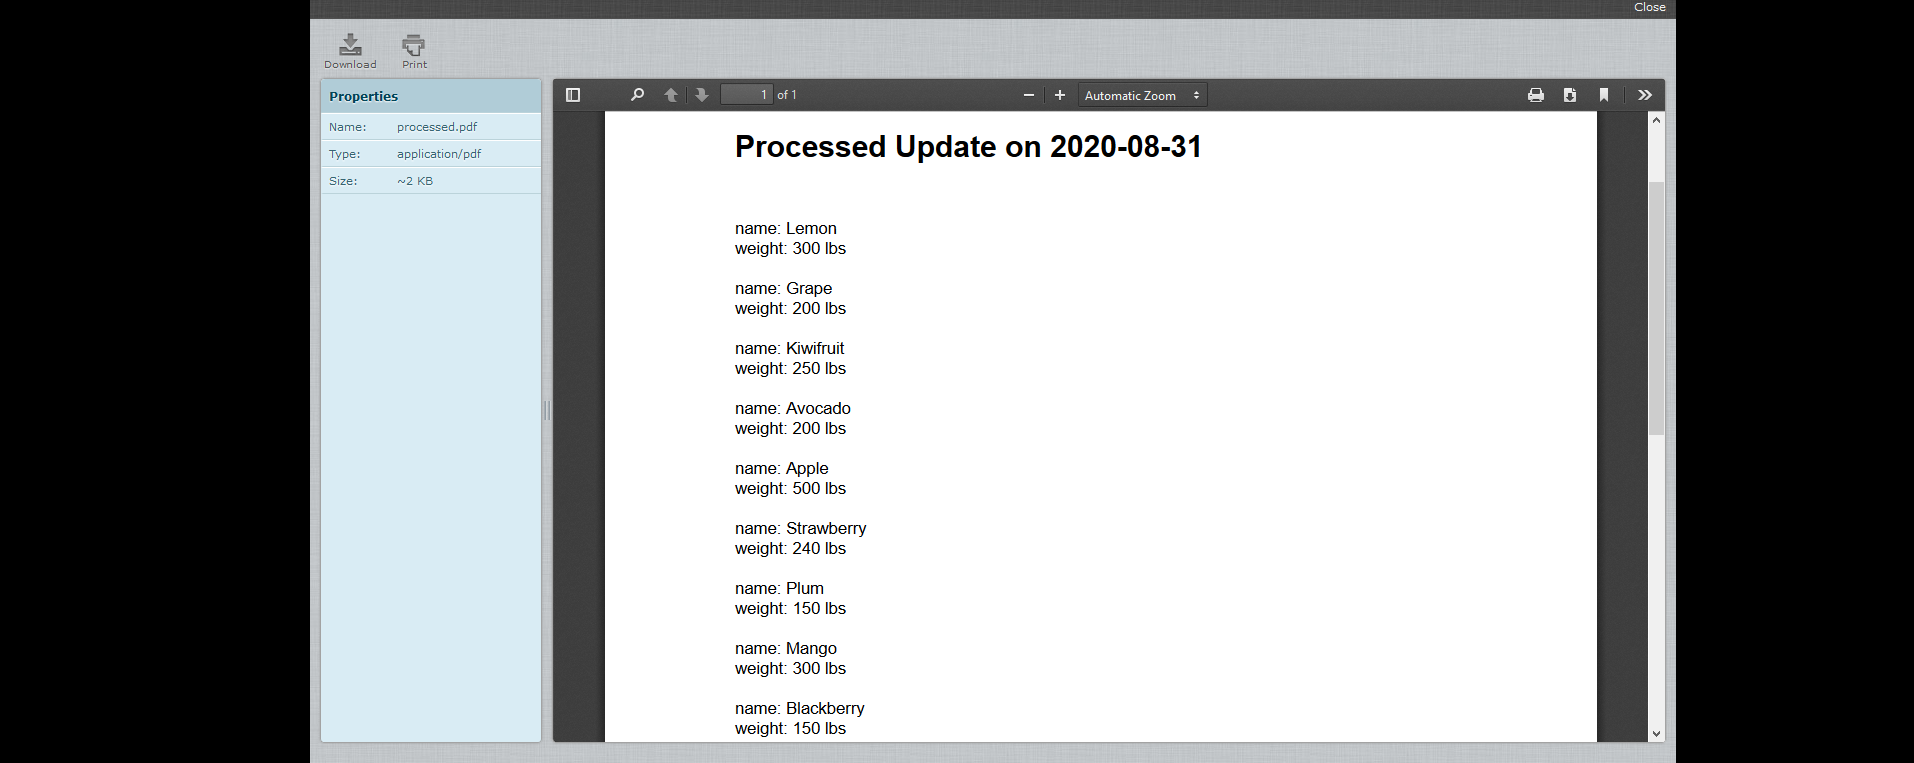 Close
Download
Print
Properties
Name: processed.pdf
Type: application/pdf
Size: ~2 KB
1 of 1
Automatic Zoom
Processed Update on 2020-08-31
name: Lemon
weight: 300 lbs
name: Grape
weight: 200 lbs
name: Kiwifruit
weight: 250 lbs
name: Avocado
weight: 200 lbs
name: Apple
weight: 500 lbs
name: Strawberry
weight: 240 lbs
name: Plum
weight: 150 lbs
name: Mango
weight: 300 lbs
name: Blackberry
weight: 150 lbs